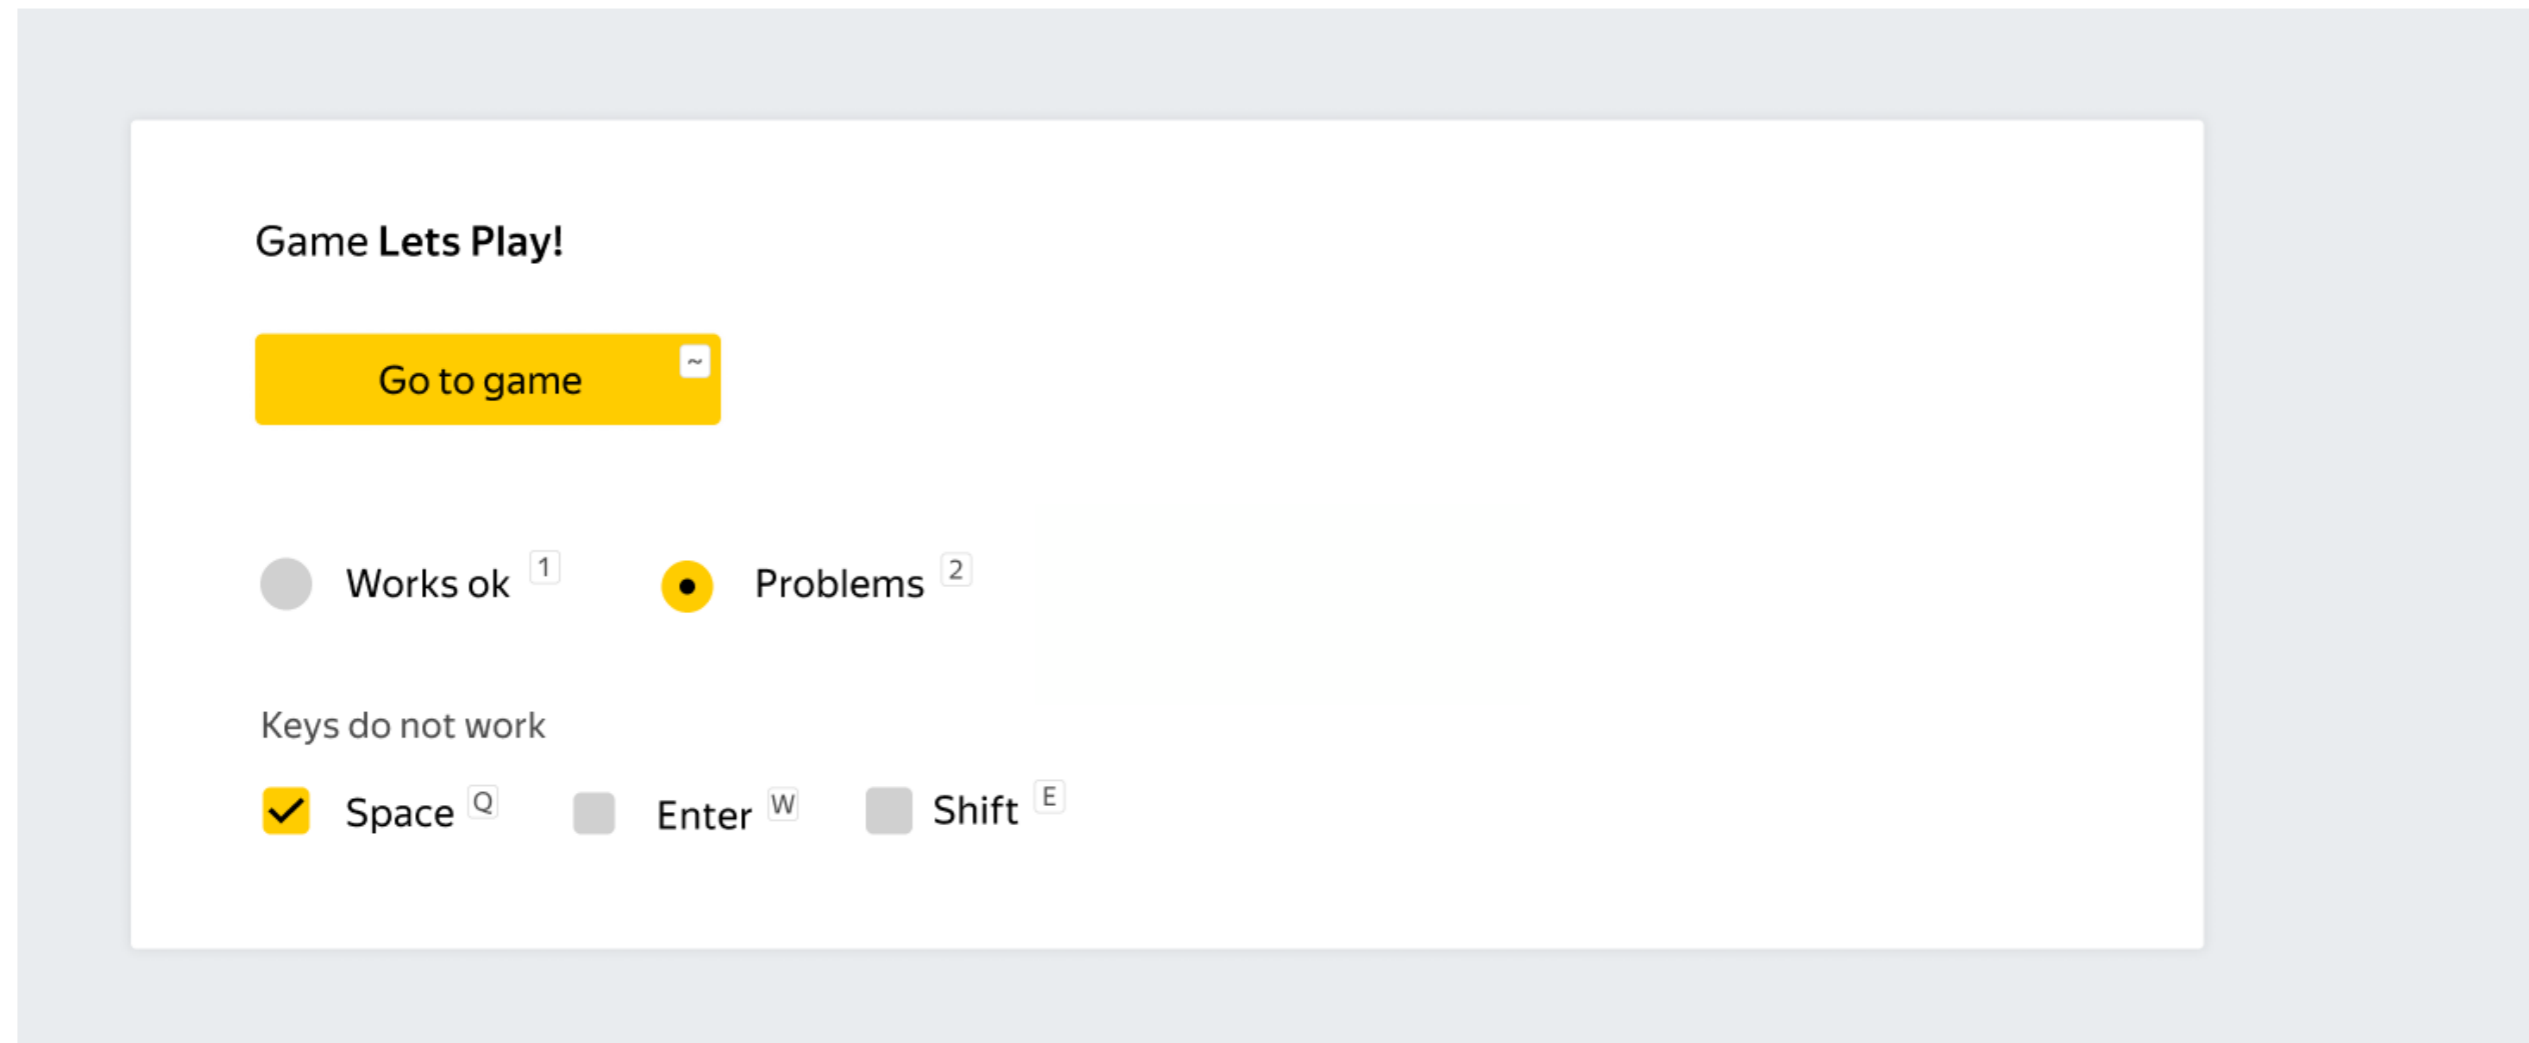 Game Lets Play!
Go to game ~
Works ok 1 Problems 2
Keys do not work
Space Q Enter W Shift E